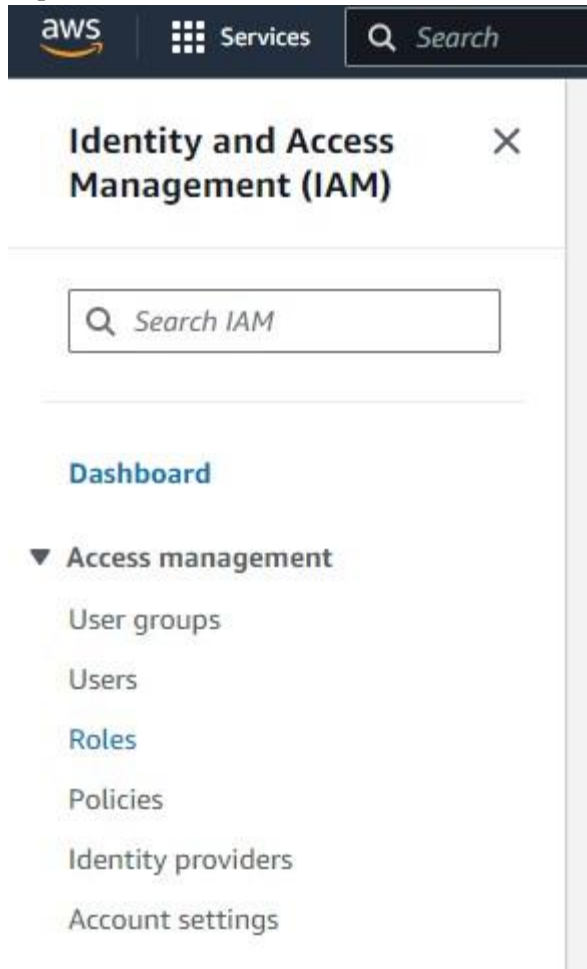 aws
Services
Search
Identity and Access
Management (IAM)
Search IAM
Dashboard
Access management
User groups
Users
Roles
Policies
Identity providers
Account settings